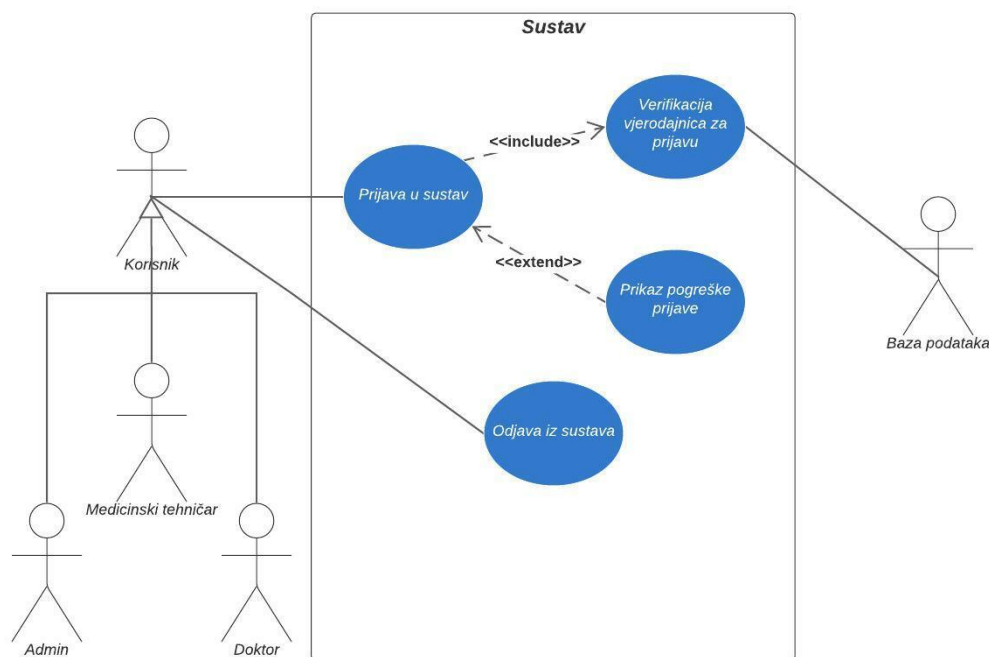 Sustav
Verifikacija
vjerodajnica za
prijavu
<<include>>
Prijava u sustav
<<extend>>
Korisnik
Prikaz pogreške
prijave
Baza podataka
Odjava iz sustava
Medicinski tehničar
Admin
Doktor